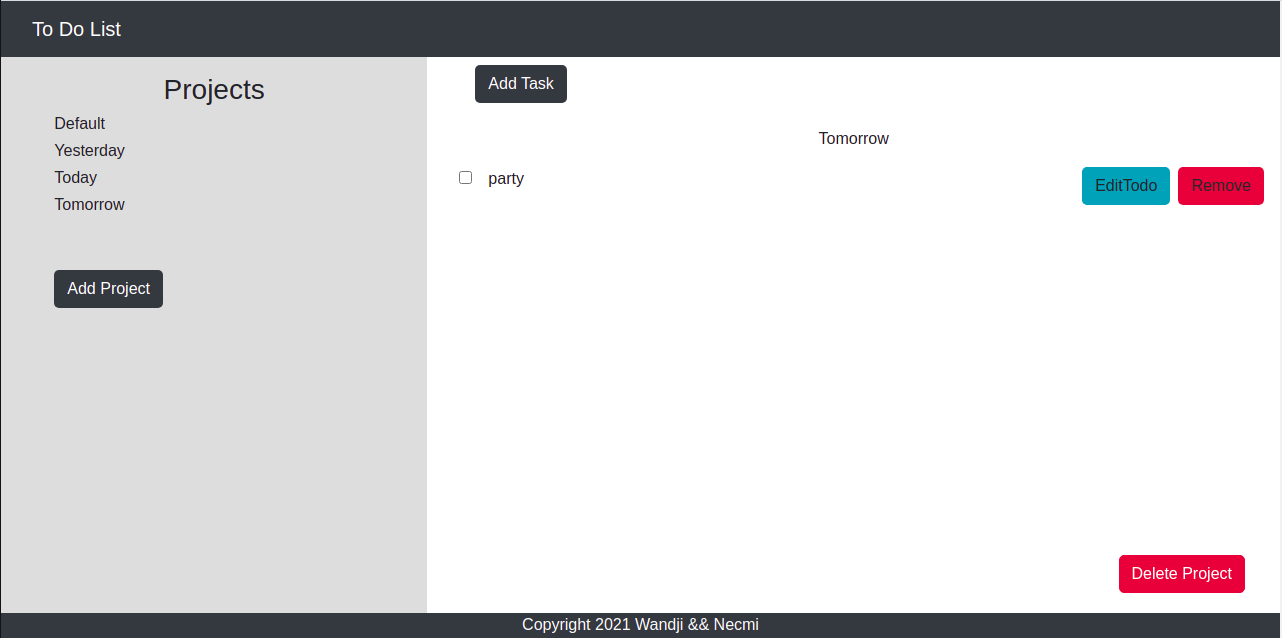 To Do List
Projects
Default
Yesterday
Today
Tomorrow
Add Project
Add Task
Tomorrow
party EditTodo Remove
Delete Project
Copyright 2021 Wandji && Necmi